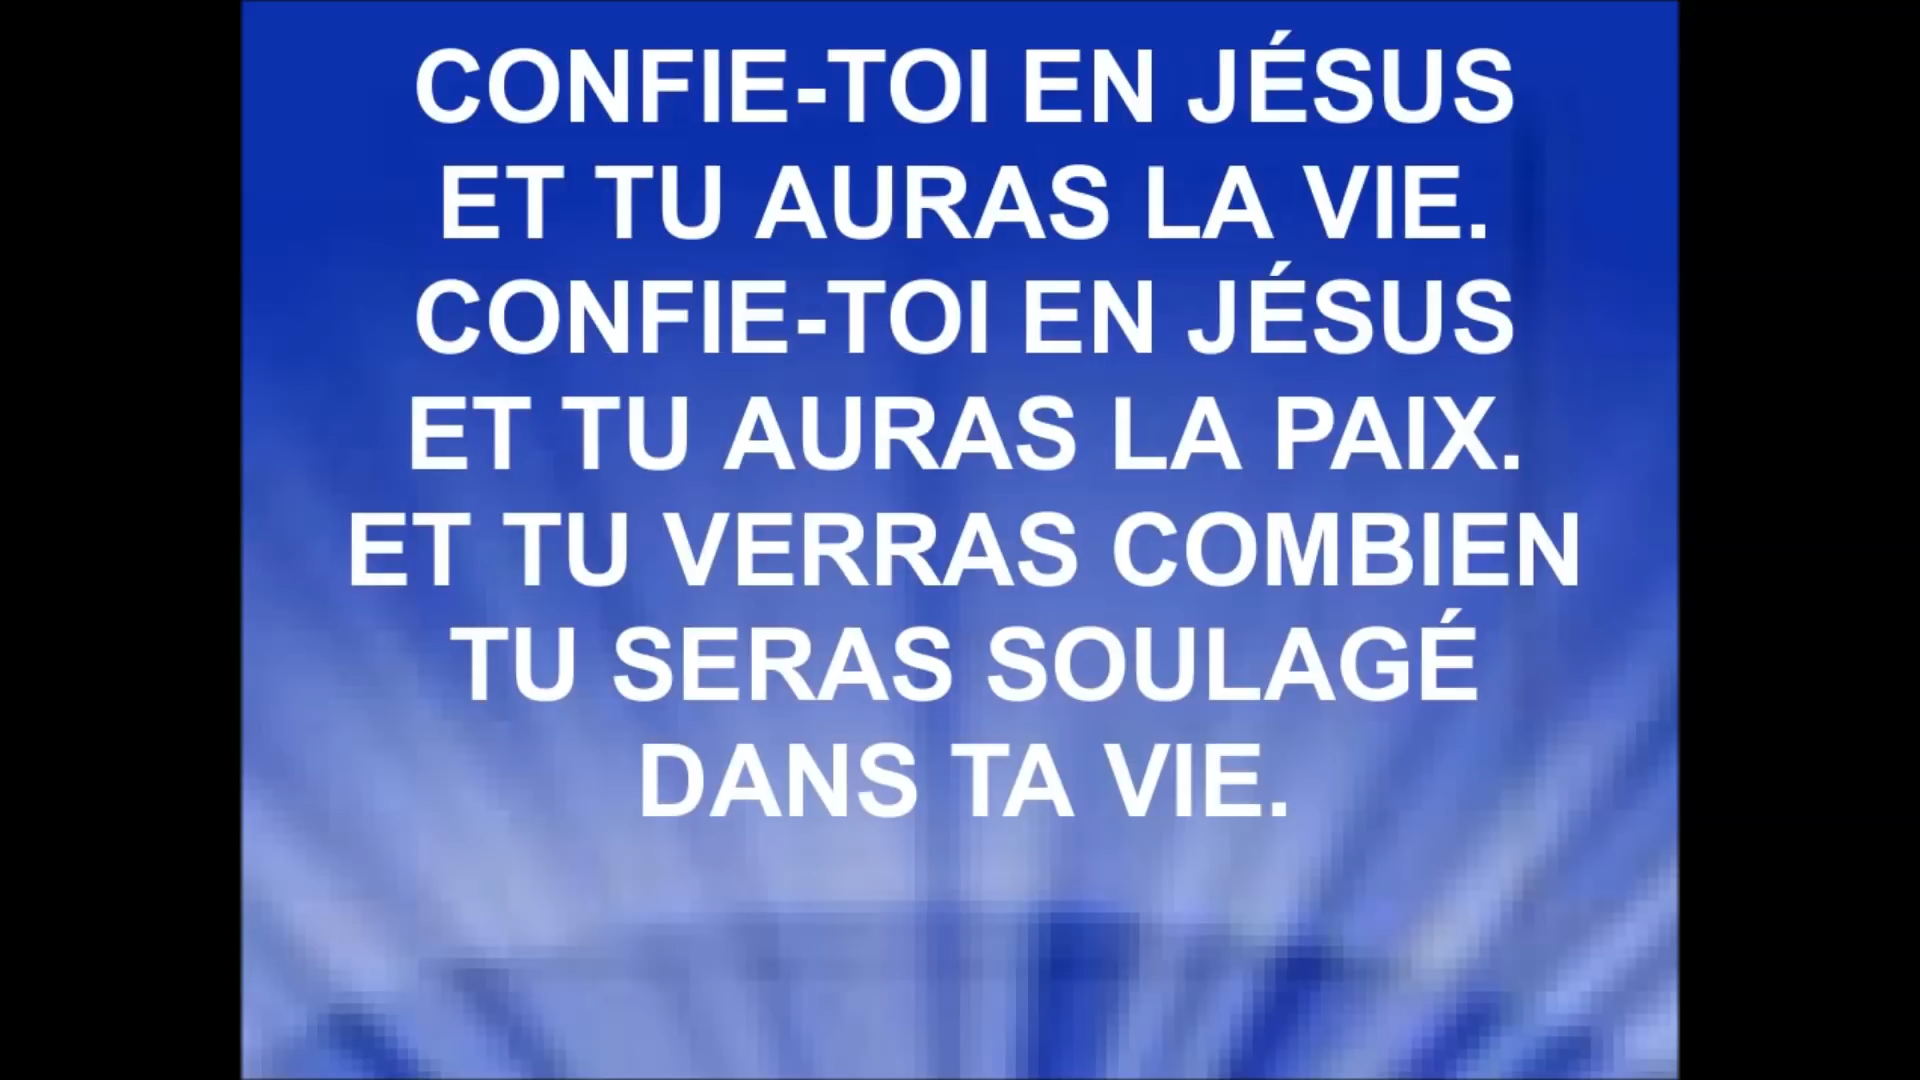 CONFIE-TOI EN JÉSUS
ET TU AURAS LA VIE.
CONFIE-TOI EN JÉSUS
ET TU AURAS LA PAIX.
ET TU VERRAS COMBIEN
TU SERAS SOULAGÉ
DANS TA VIE.